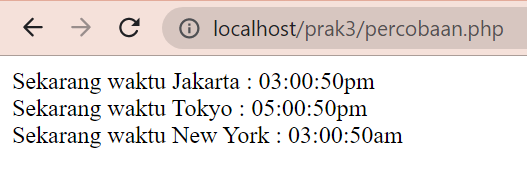 localhost/prak3/percobaan.php
Sekarang waktu Jakarta : 03:00:50pm
Sekarang waktu Tokyo : 05:00:50pm
Sekarang waktu New York : 03:00:50am